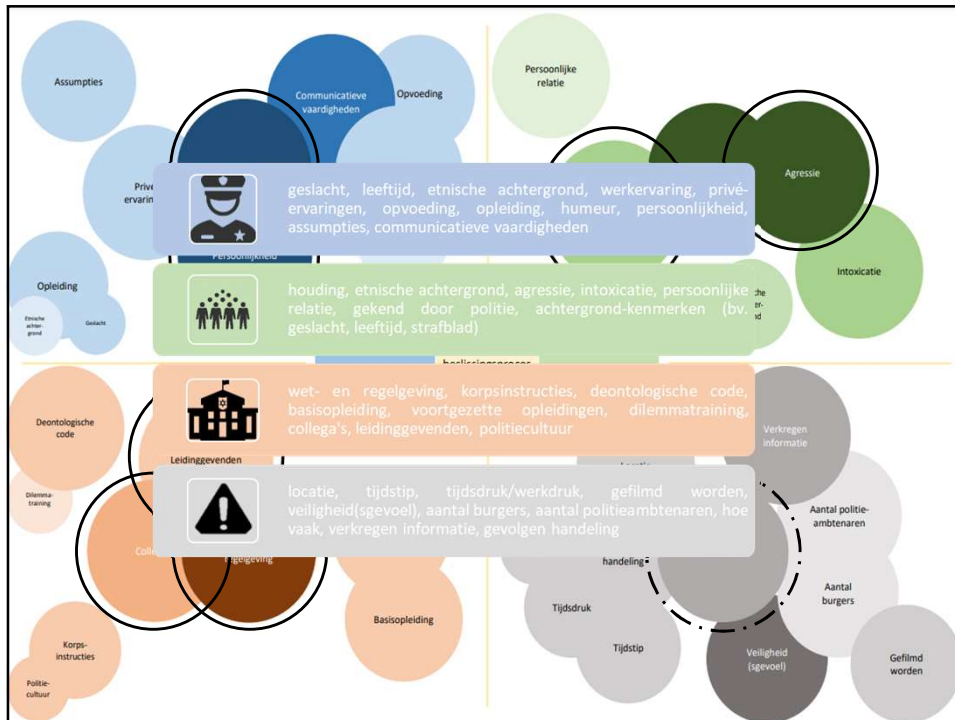 Assumpties
Communicatieve
vaardigheden
Opvoeding
Persoonlijke
relatie
Agressie
Intoxicatie
Opleiding
Etnische
achter-
grond
Geslacht
Persoonlijkheid
geslacht, leeftijd, etnische achtergrond, werkervaring, privé-
ervaringen, opvoeding, opleiding, humeur, persoonlijkheid,
assumpties, communicatieve vaardigheden
houding, etnische achtergrond, agressie, intoxicatie, persoonlijke
relatie, gekend door politie, achtergrond-kenmerken (bv.
geslacht, leeftijd, strafblad)
wet- en regelgeving, korpsinstructies, deontologische code,
basisopleiding, voortgezette opleidingen, dilemmatraining,
collega's, leidinggevenden, politiecultuur
locatie, tijdstip, tijdsdruk/werkdruk, gefilmd worden,
veiligheid(sgevoel), aantal burgers, aantal politieambtenaren, hoe
vaak, verkregen informatie, gevolgen handeling
Deontologische
code
Leidinggevenden
Dilemma-
training
regelgeving
Korps-
instructies
Politie-
cultuur
Basisopleiding
Verkregen
informatie
Aantal politie-
ambtenaren
handeling
Aantal
burgers
Tijdsdruk
Tijdstip
Veiligheid
(sgevoel)
Gefilmd
worden